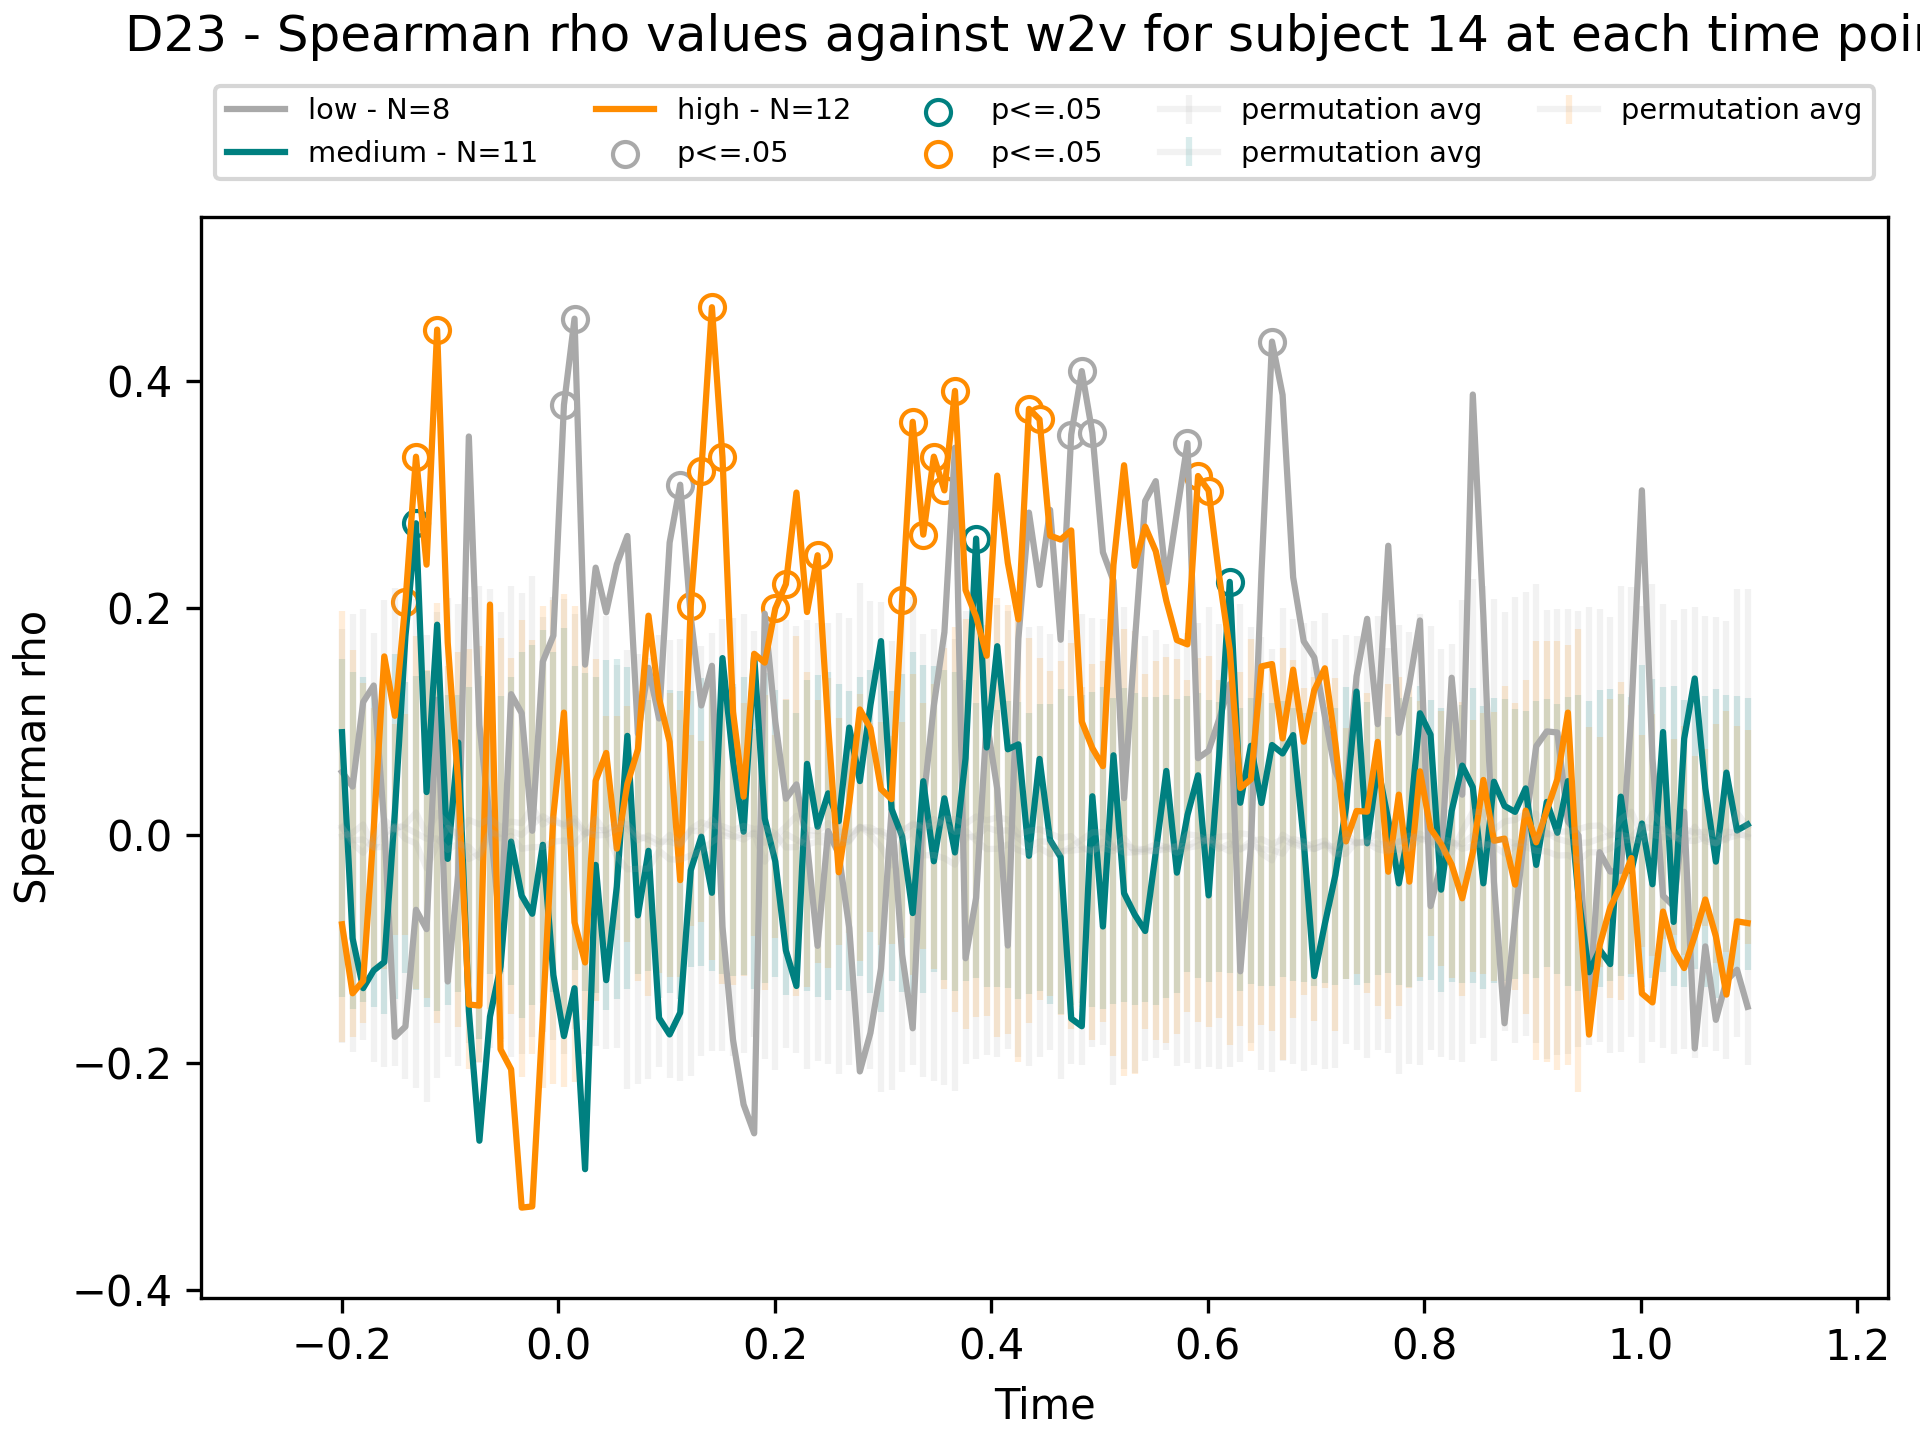 D23 - Spearman rho values against w2v for subject 14 at each time
low - N=8
medium - N=11
high - N=12
p<=.05
p<=.05
p<=.05
permutation avg
permutation avg
permutation avg
Spearman rho
0.4
0.2
0.0
−0.2
−0.4
−0.2 0.0 0.2 0.4 0.6 0.8 1.0 1.2
Time